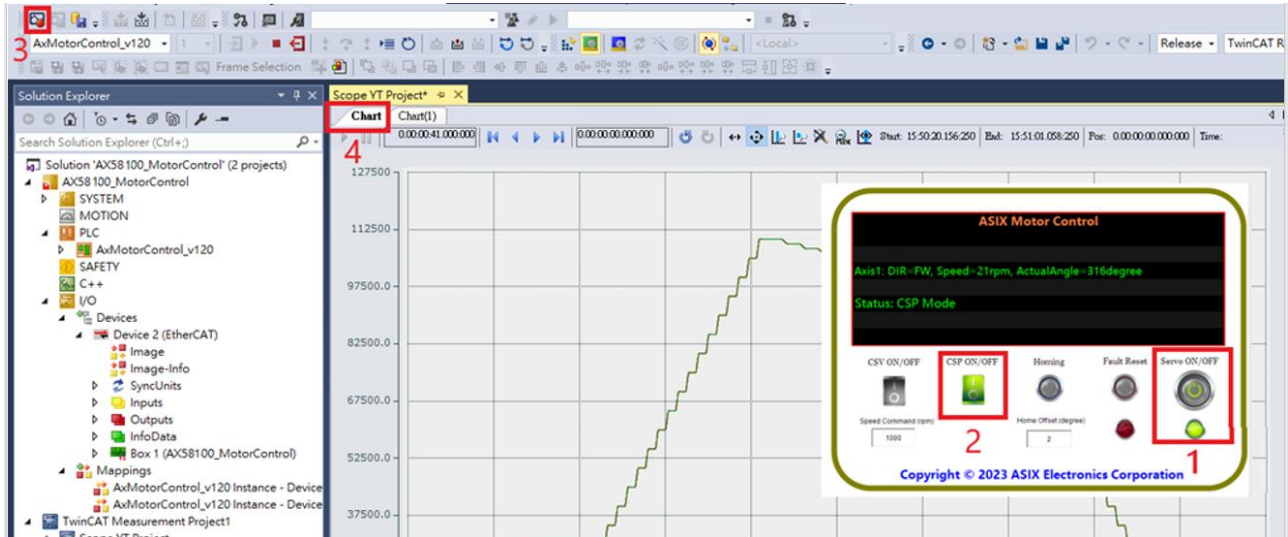 3
AxMotorControl_v120
1
<Local>
Release
TwinCAT R
Frame Selection
Solution Explorer
Search Solution Explorer (Ctrl+;)
Solution 'AX58100_MotorControl' (2 projects)
AX58100_MotorControl
SYSTEM
MOTION
PLC
AxMotorControl_v120
SAFETY
C++
I/O
Devices
Device 2 (EtherCAT)
Image
Image-Info
SyncUnits
Inputs
Outputs
InfoData
Box 1 (AX58100_MotorControl)
Mappings
AxMotorControl_v120 Instance - Device
AxMotorControl_v120 Instance - Device
TwinCAT Measurement Project1
Scope YT Project
Scope YT Project*
Chart
Chart(1)
4
0.00:00:41.000:000
0.00:00:00.000:000
Start: 15:50:20.156:250
End: 15:51:01.058:250
Pos: 0.00:00:00.000:000
Time:
127500
112500
97500.0
82500.0
67500.0
52500.0
37500.0
ASIX Motor Control
Axis1: DIR=FW, Speed=21rpm, ActualAngle=316degree
Status: CSP Mode
CSV ON/OFF
CSP ON/OFF
Homing
Fault Reset
Servo ON/OFF
Speed Command (rpm)
Home Offset (degree)
1000
2
2
1
Copyright © 2023 ASIX Electronics Corporation